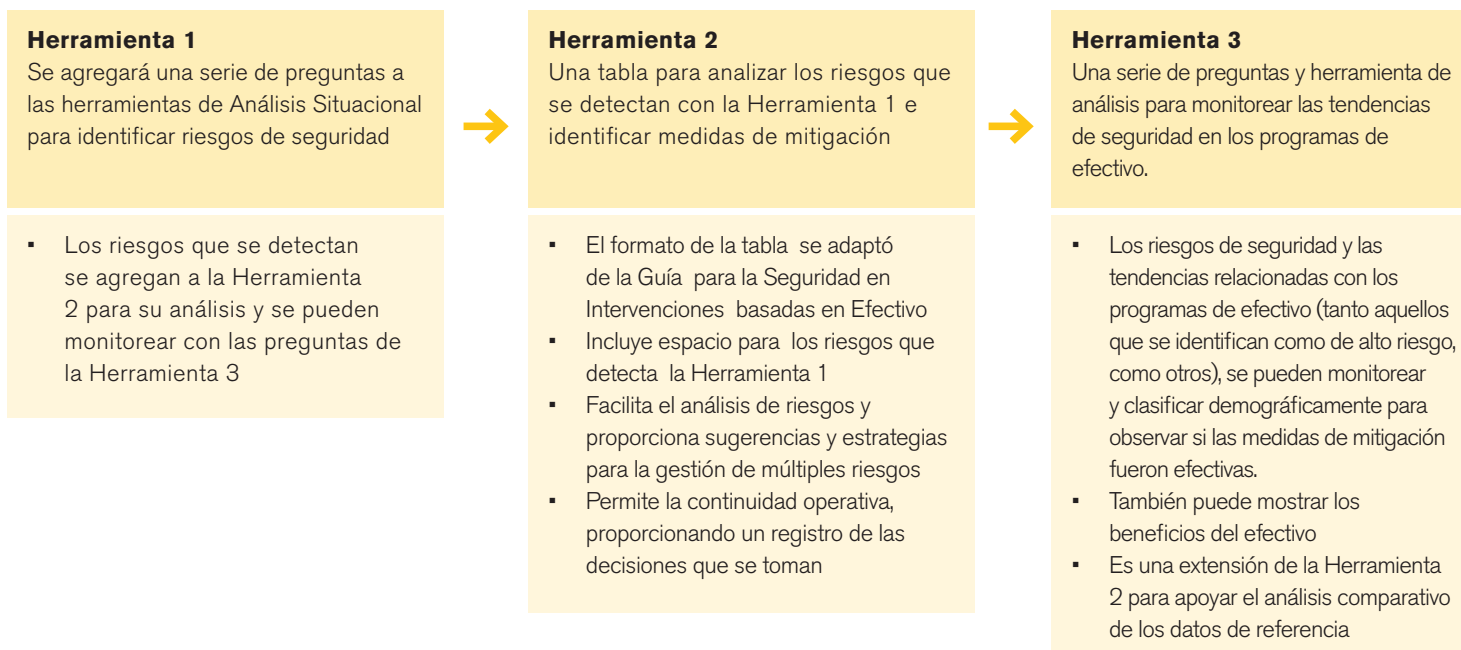 Herramienta 1
Se agregará una serie de preguntas a
las herramientas de Análisis Situacional
para identificar riesgos de seguridad
▪ Los riesgos que se detectan
se agregan a la Herramienta
2 para su análisis y se pueden
monitorear con las preguntas de
la Herramienta 3
Herramienta 2
Una tabla para analizar los riesgos que
se detectan con la Herramienta 1 e
identificar medidas de mitigación
▪ El formato de la tabla se adaptó
de la Guía para la Seguridad en
Intervenciones basadas en Efectivo
▪ Incluye espacio para los riesgos que
detecta la Herramienta 1
▪ Facilita el análisis de riesgos y
proporciona sugerencias y estrategias
para la gestión de múltiples riesgos
▪ Permite la continuidad operativa,
proporcionando un registro de las
decisiones que se toman
Herramienta 3
Una serie de preguntas y herramienta de
análisis para monitorear las tendencias
de seguridad en los programas de
efectivo.
▪ Los riesgos de seguridad y las
tendencias relacionadas con los
programas de efectivo (tanto aquellos
que se identifican como de alto riesgo,
como otros), se pueden monitorear
y clasificar demográficamente para
observar si las medidas de mitigación
fueron efectivas.
▪ También puede mostrar los
beneficios del efectivo
▪ Es una extensión de la Herramienta
2 para apoyar el análisis comparativo
de los datos de referencia